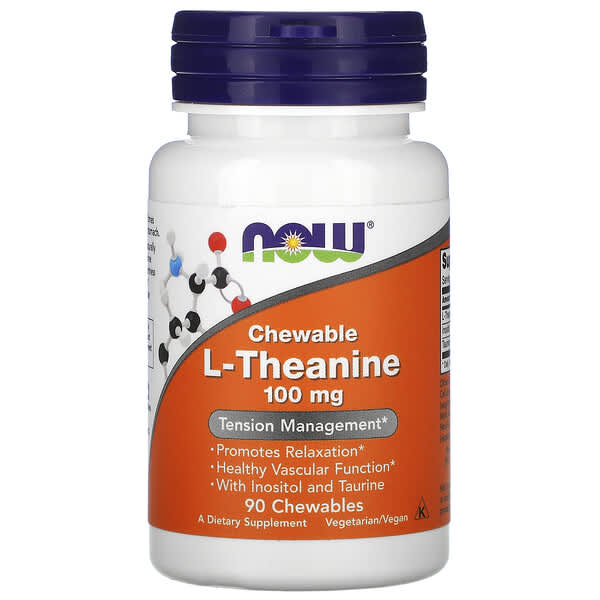 now®
Chewable
L-Theanine
100 mg
Tension Management*
• Promotes Relaxation*
• Healthy Vascular Function*
• With Inositol and Taurine
90 Chewables
A Dietary Supplement Vegetarian/Vegan
K